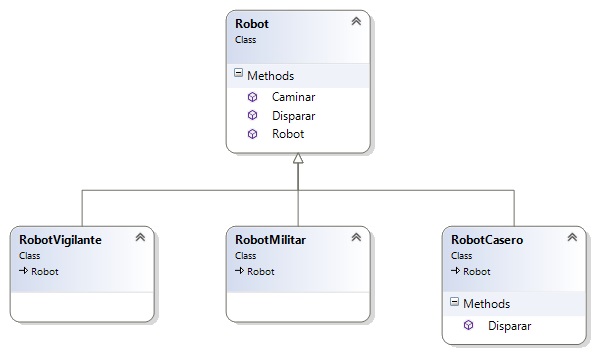 Robot
Class
Methods
Caminar
Disparar
Robot
RobotVigilante
Class
Robot
RobotMilitar
Class
Robot
RobotCasero
Class
Robot
Methods
Disparar